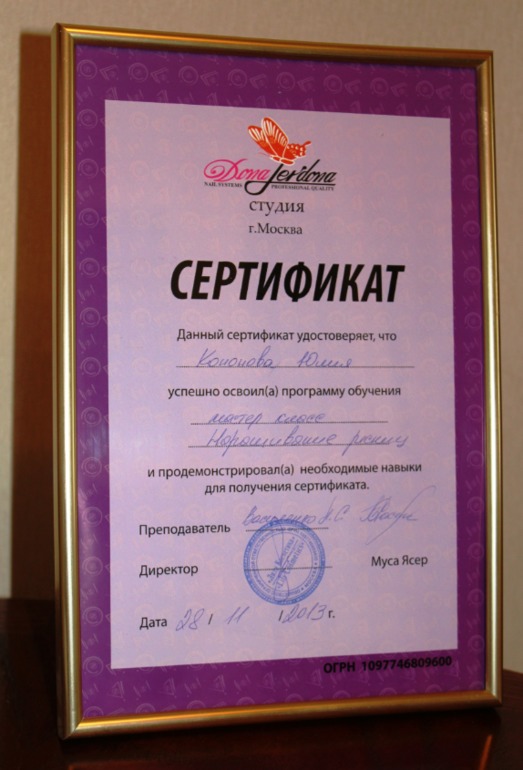 Dona Jerdona
NAIL SYSTEMS PROFESSIONAL QUALITY
студия
г.Москва
СЕРТИФИКАТ
Данный сертификат удостоверяет, что
Кононова Юлия
успешно освоил(а) программу обучения
мастер класс
Наращивание ресниц
и продемонстрировал(а) необходимые навыки
для получения сертификата.
Преподаватель
Директор Муса Ясер
Дата 28 / 11 / 2013 г.
ОГРН 1097746809600